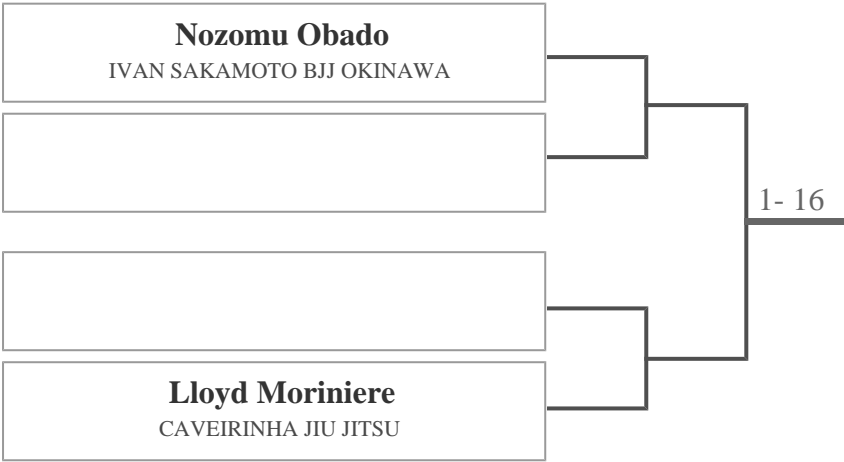 Nozomu Obado
IVAN SAKAMOTO BJJ OKINAWA
1- 16
Lloyd Moriniere
CAVEIRINHA JIU JITSU